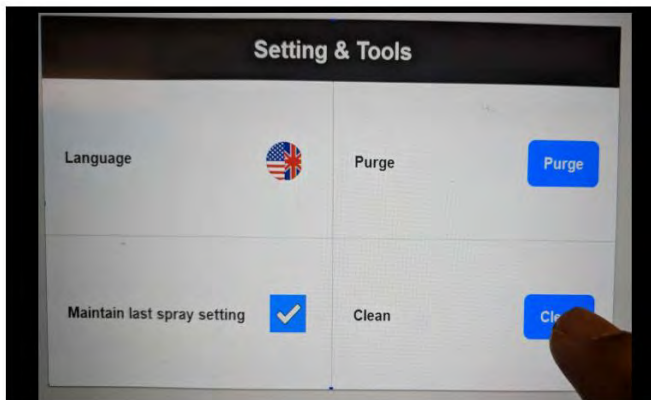 Setting & Tools
Language
Purge
Purge
Maintain last spray setting
Clean